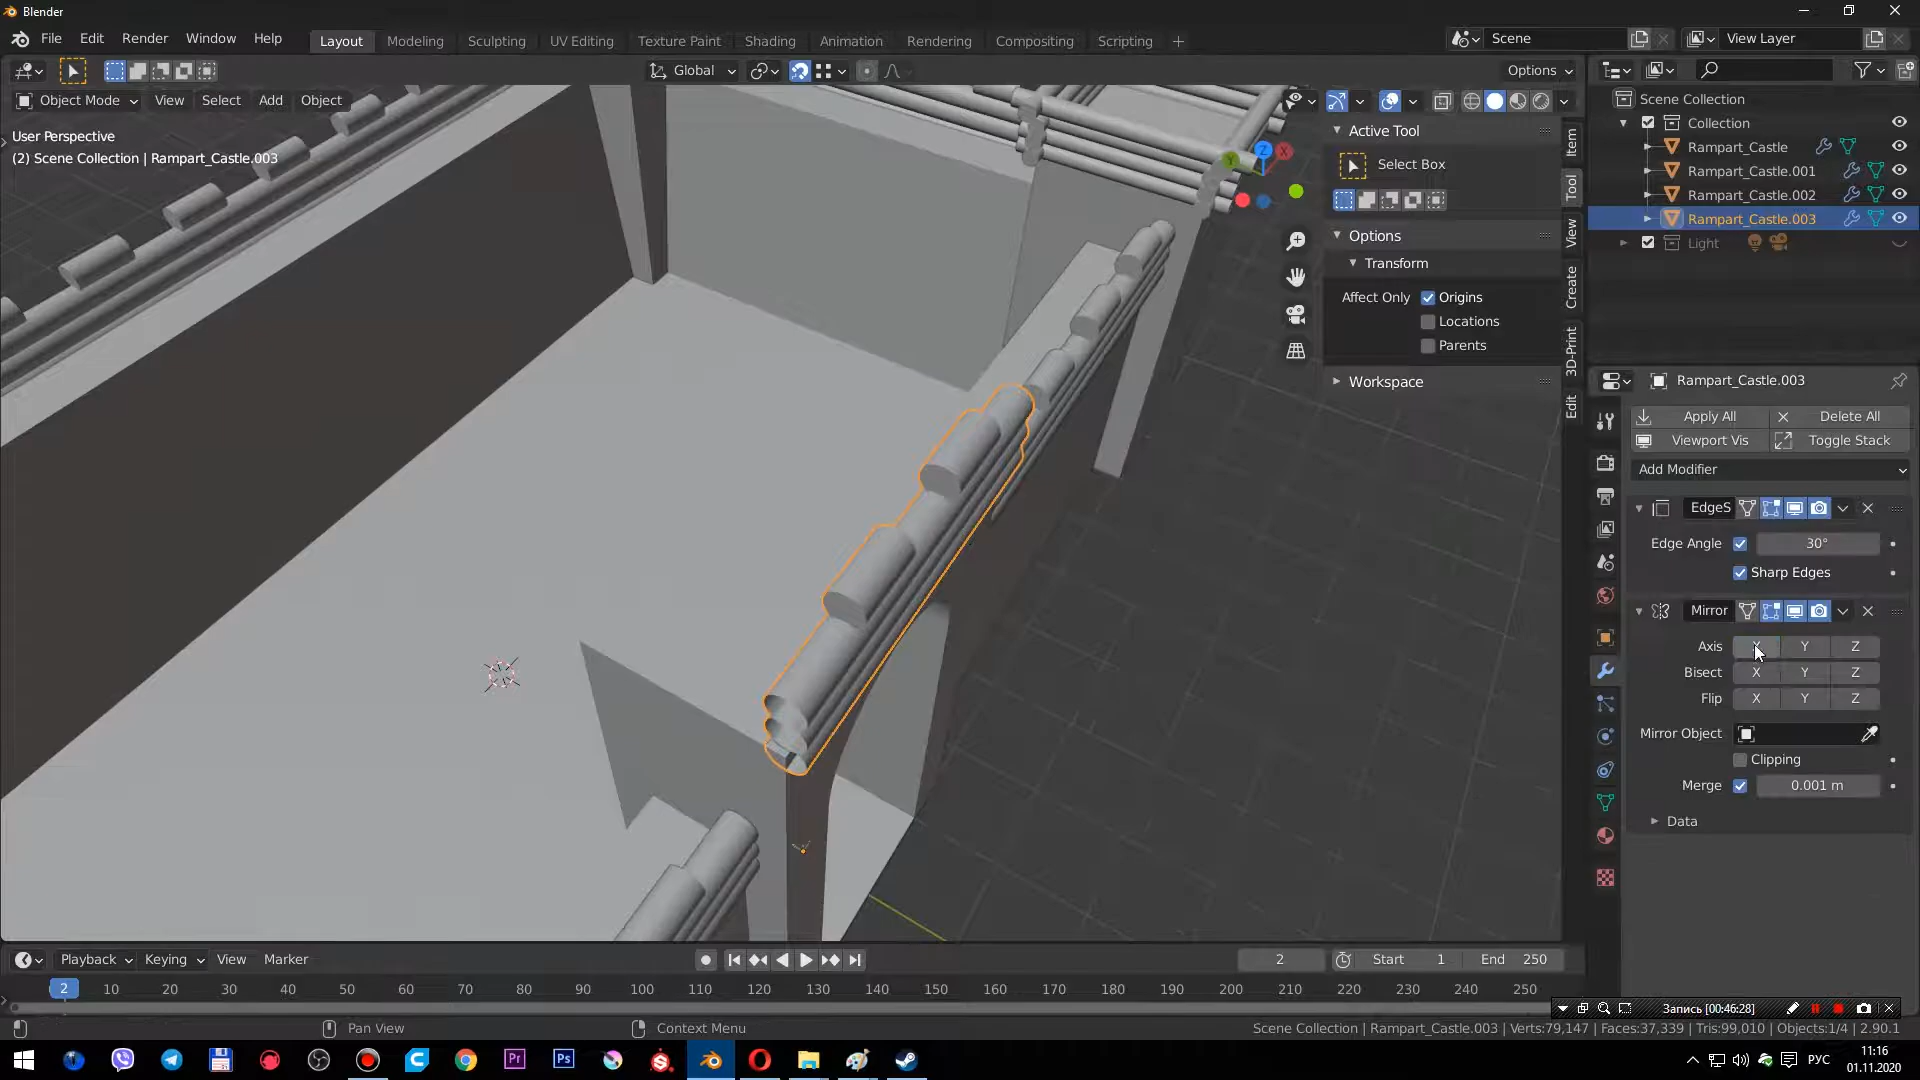 Blender
File Edit Render Window Help
Layout Modeling Sculpting UV Editing Texture Paint Shading Animation Rendering Compositing Scripting +
Scene View Layer
Global Options
Object Mode View Select Add Object
User Perspective
(2) Scene Collection | Rampart_Castle.003
Z X Y
Active Tool
Select Box
Options
Transform
Affect Only Origins
Locations
Parents
Workspace
Item
Tool
View
Create
3D-Print
Edit
Scene Collection
Collection
Rampart_Castle
Rampart_Castle.001
Rampart_Castle.002
Rampart_Castle.003
Light
Rampart_Castle.003
Apply All Delete All
Viewport Vis Toggle Stack
Add Modifier
EdgeS
Edge Angle 30°
Sharp Edges
Mirror
Axis X Y Z
Bisect X Y Z
Flip X Y Z
Mirror Object
Clipping
Merge 0.001 m
Data
Playback Keying View Marker
2 Start 1 End 250
2 10 20 30 40 50 60 70 80 90 100 110 120 130 140 150 160 170 180 190 200 210 220 230 240 250
Запись [00:46:28]
Pan View Context Menu
Scene Collection | Rampart_Castle.003 | Verts:79,147 | Faces:37,339 | Tris:99,010 | Objects:1/4 | 2.90.1
Pr Ps
РУС
11:16
01.11.2020